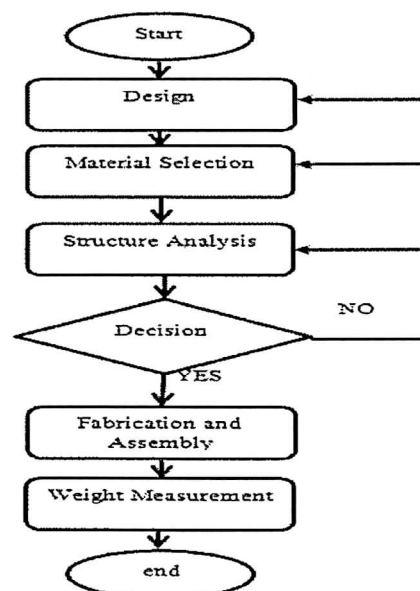 Start
Design
Material Selection
Structure Analysis
Decision
NO
YES
Fabrication and
Assembly
Weight Measurement
end